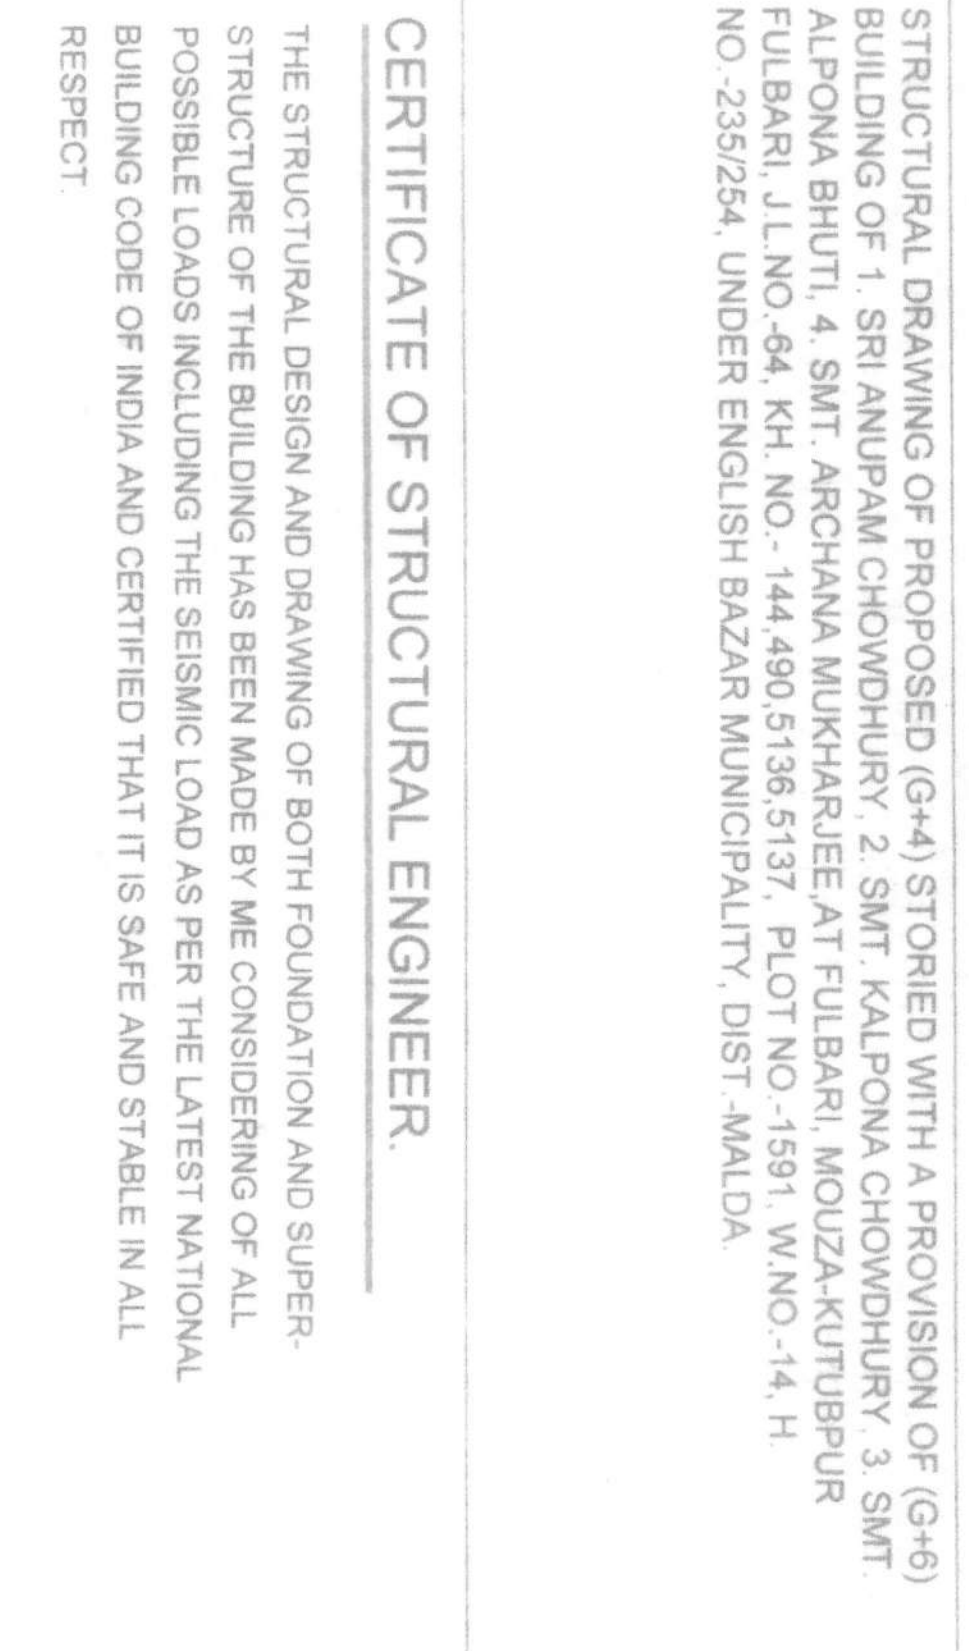 STRUCTURAL DRAWING OF PROPOSED (G+4) STORIED WITH A PROVISION OF (G+6)
BUILDING OF 1. SRI ANUPAM CHOWDHURY, 2. SMT. KALPONA CHOWDHURY, 3. SMT.
ALPONA BHUTI, 4. SMT. ARCHANA MUKHARJEE,AT FULBARI, MOUZA-KUTUBPUR
FULBARI, J.L.NO.-64, KH. NO.- 144,490,5136,5137, PLOT NO.-1591, W.NO.-14, H.
NO.-235/254, UNDER ENGLISH BAZAR MUNICIPALITY, DIST.-MALDA.
CERTIFICATE OF STRUCTURAL ENGINEER.
THE STRUCTURAL DESIGN AND DRAWING OF BOTH FOUNDATION AND SUPER-
STRUCTURE OF THE BUILDING HAS BEEN MADE BY ME CONSIDERING OF ALL
POSSIBLE LOADS INCLUDING THE SEISMIC LOAD AS PER THE LATEST NATIONAL
BUILDING CODE OF INDIA AND CERTIFIED THAT IT IS SAFE AND STABLE IN ALL
RESPECT.